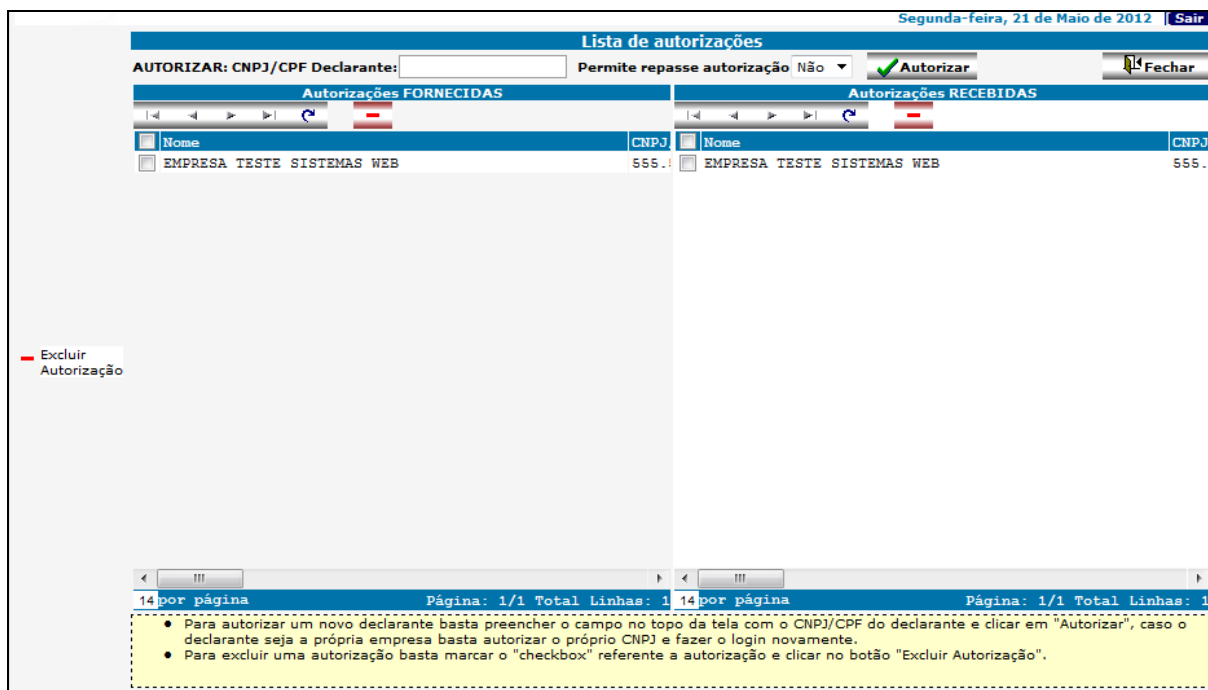 Segunda-feira, 21 de Maio de 2012 [Sair
Lista de autorizações
AUTORIZAR: CNPJ/CPF Declarante: Permite repasse autorização Não Autorizar Fechar
Autorizações FORNECIDAS
Nome CNPJ
EMPRESA TESTE SISTEMAS WEB 555.
14 por página Página: 1/1 Total Linhas: 1
Autorizações RECEBIDAS
Nome CNPJ
EMPRESA TESTE SISTEMAS WEB 555.
14 por página Página: 1/1 Total Linhas: 1
Excluir
Autorização
• Para autorizar um novo declarante basta preencher o campo no topo da tela com o CNPJ/CPF do declarante e clicar em "Autorizar", caso o
declarante seja a própria empresa basta autorizar o próprio CNPJ e fazer o login novamente.
• Para excluir uma autorização basta marcar o "checkbox" referente a autorização e clicar no botão "Excluir Autorização".